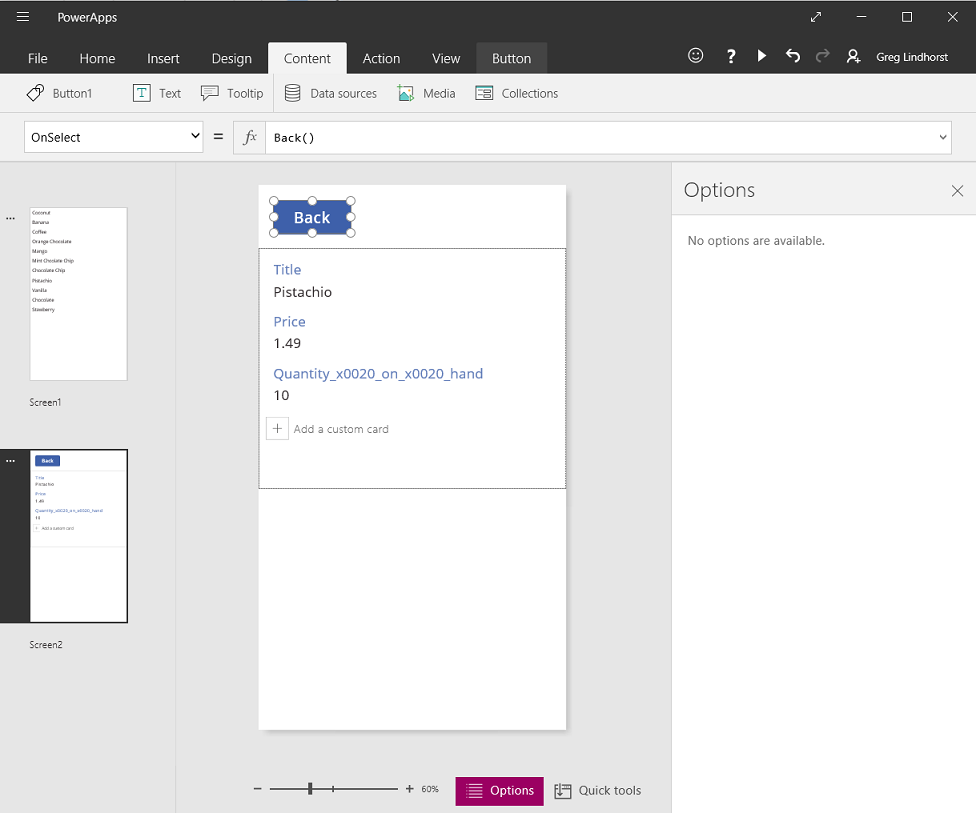 PowerApps
File Home Insert Design Content Action View Button
? Greg Lindhorst
Button1 Text Tooltip Data sources Media Collections
OnSelect = fx Back()
Coconut
Banana
Coffee
Orange Chocolate
Mango
Mint Choclate Chip
Chocolate Chip
Pistachio
Vanilla
Chocolate
Stawberry
Screen1
Back
Title
Pistachio
Price
1.49
Quantity_x0020_on_x0020_hand
10
Add a custom card
Screen2
Back
Title
Pistachio
Price
1.49
Quantity_x0020_on_x0020_hand
10
Add a custom card
Options
No options are available.
60% Options Quick tools